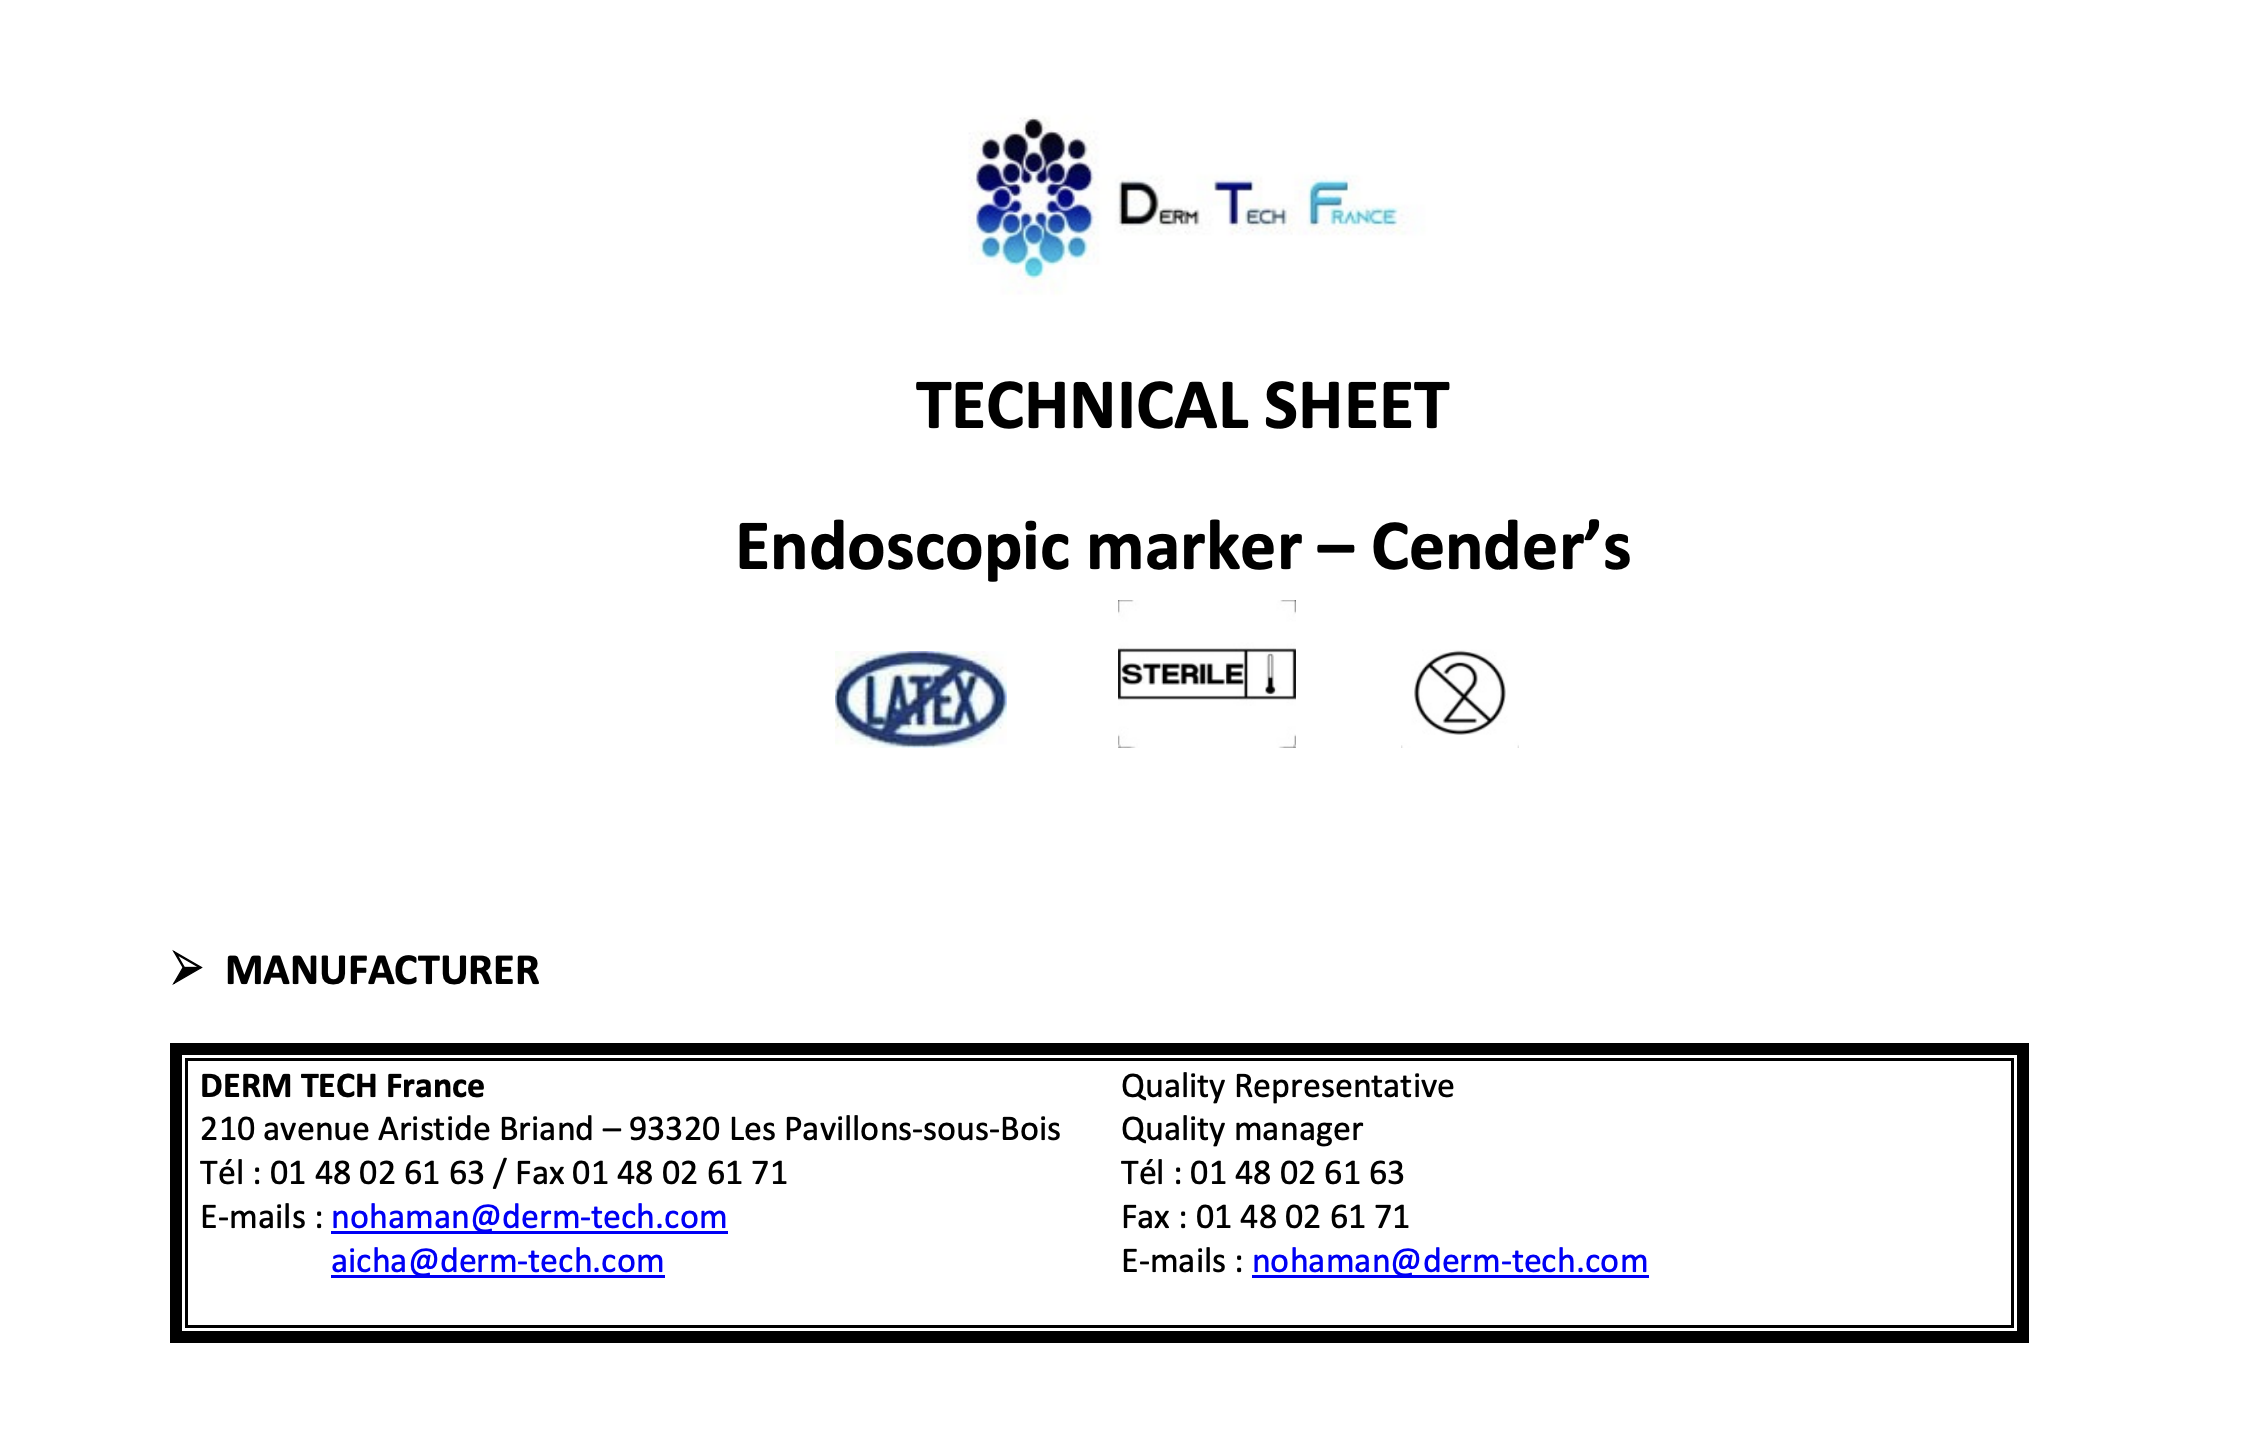 DERM TECH FRANCE
TECHNICAL SHEET
Endoscopic marker – Cender’s
LATEX
STERILE
2
MANUFACTURER
DERM TECH France
210 avenue Aristide Briand – 93320 Les Pavillons-sous-Bois
Tél : 01 48 02 61 63 / Fax 01 48 02 61 71
E-mails : nohaman@derm-tech.com
aicha@derm-tech.com
Quality Representative
Quality manager
Tél : 01 48 02 61 63
Fax : 01 48 02 61 71
E-mails : nohaman@derm-tech.com